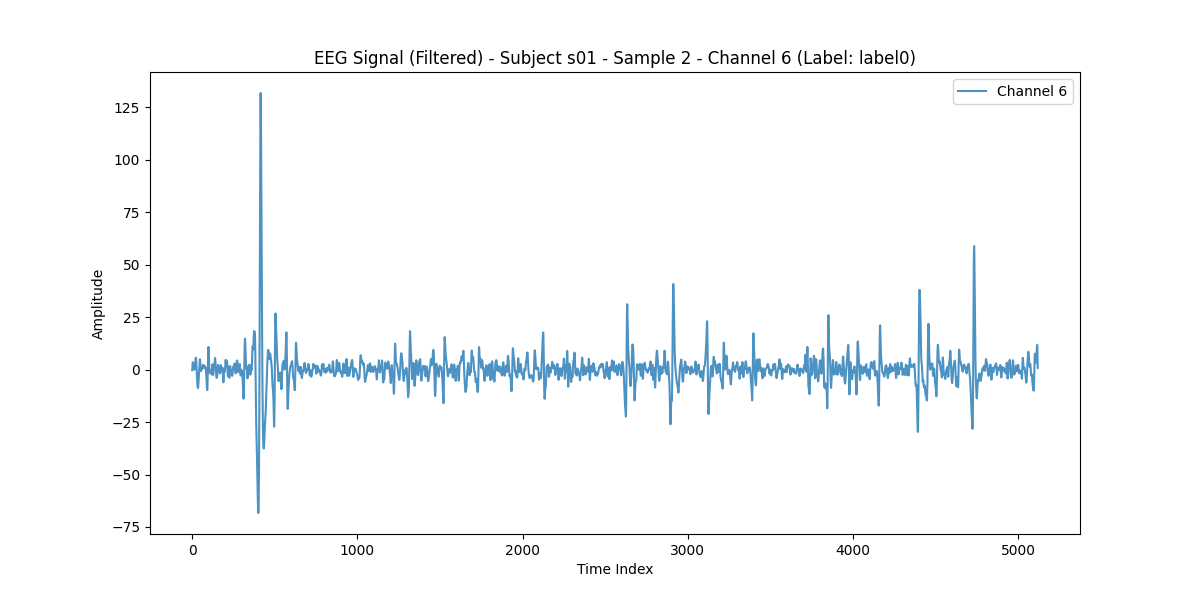 EEG Signal (Filtered) - Subject s01 - Sample 2 - Channel 6 (Label: label0)
Channel 6
125
100
75
50
25
0
−25
−50
−75
Amplitude
0 1000 2000 3000 4000 5000
Time Index